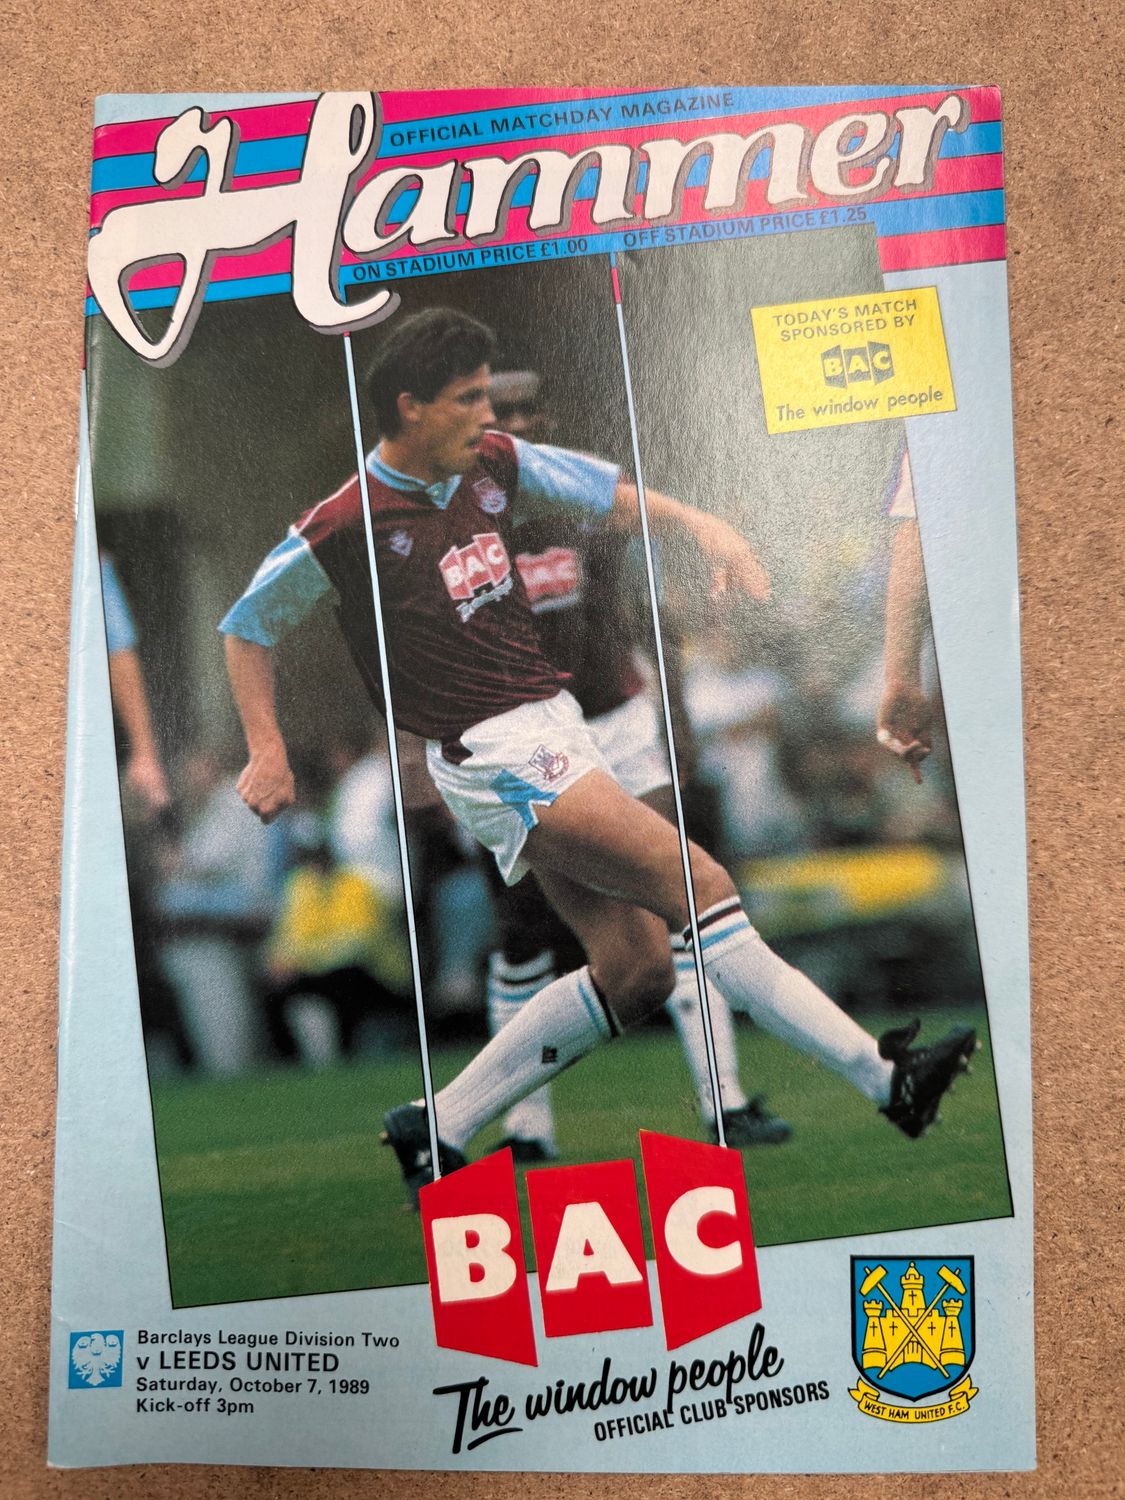 OFFICIAL MATCHDAY MAGAZINE
Hammer
ON STADIUM PRICE £1.00 OFF STADIUM PRICE £1.25
TODAY'S MATCH
SPONSORED BY
BAC
The window people
BAC
BAC
BAC
The window people
OFFICIAL CLUB SPONSORS
Barclays League Division Two
v LEEDS UNITED
Saturday, October 7, 1989
Kick-off 3pm
WEST HAM UNITED F.C.